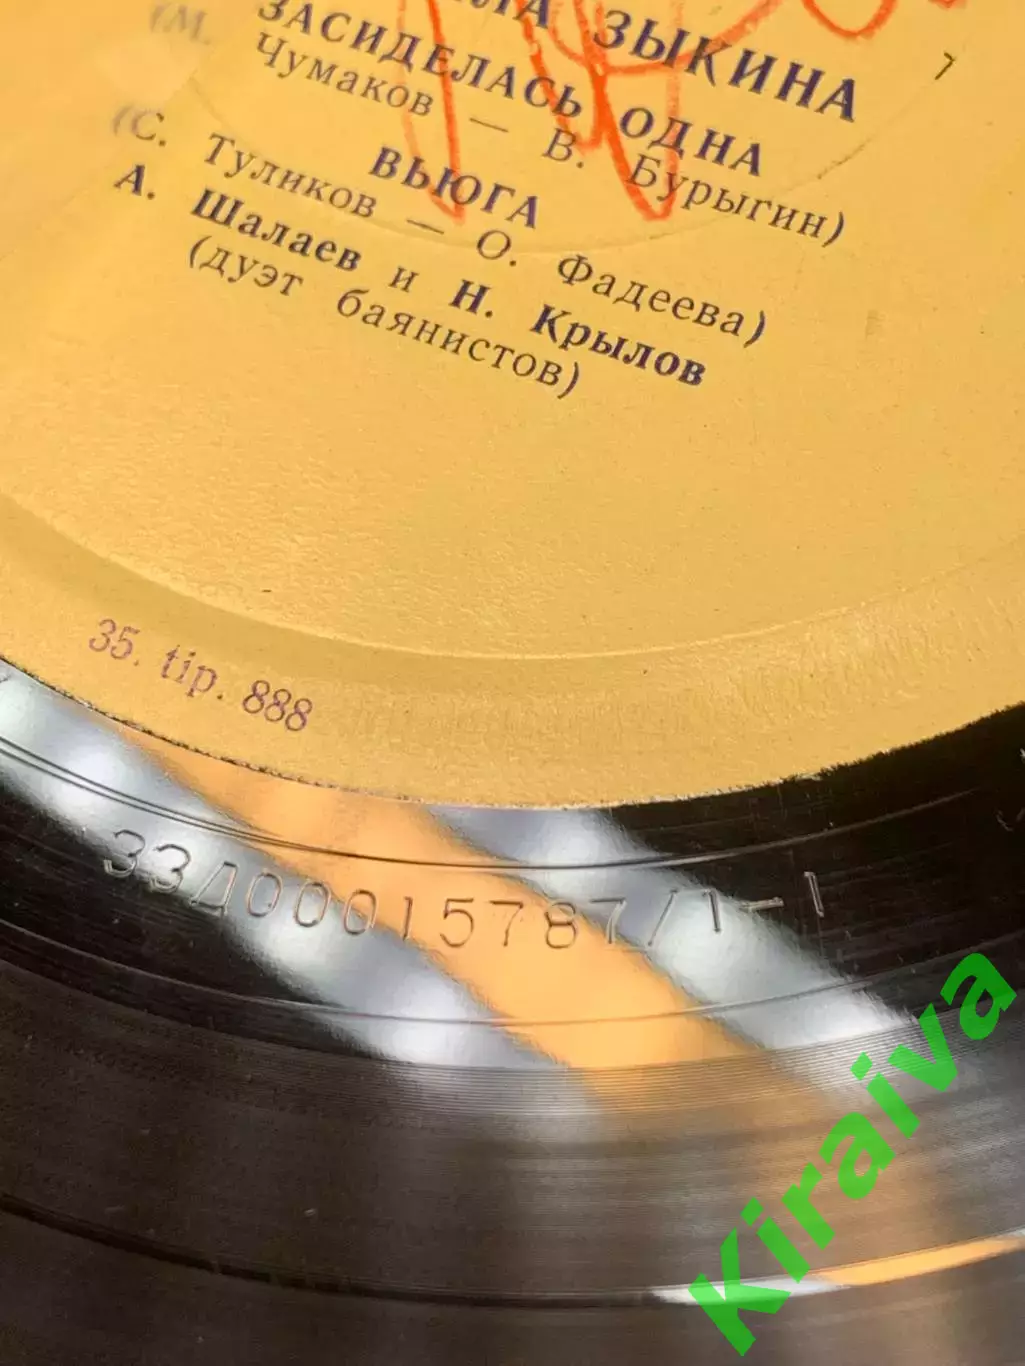 ЗЫКИНА
7
ЗАСИДЕЛАСЬ ОДНА
(М. Чумаков — В. Бурыгин)
ВЬЮГА
(С. Туликов — О. Фадеева)
А. Шалаев и Н. Крылов
(дуэт баянистов)
35. tip. 888
33Д00015787/1-1
Kiraiva